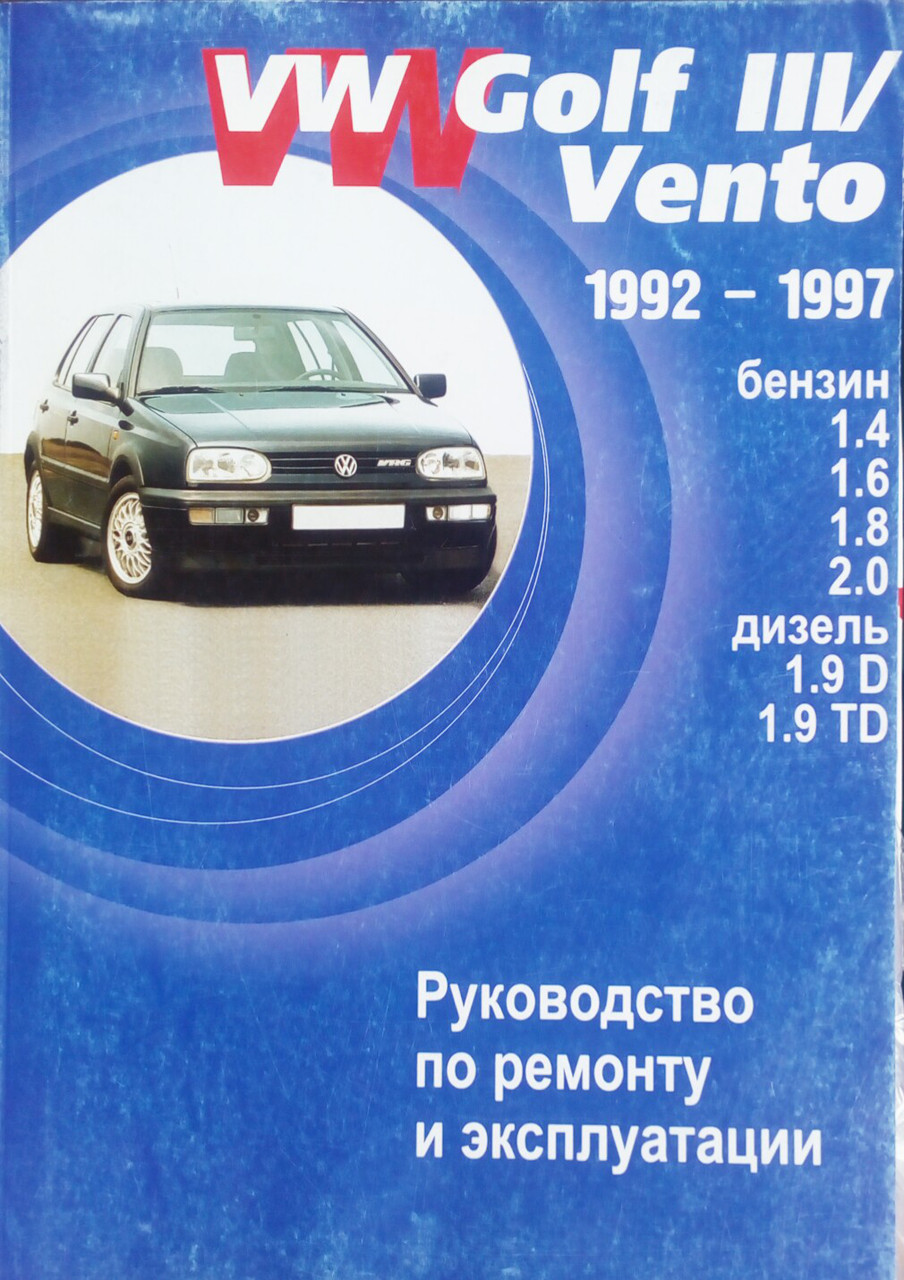 VW Golf III/
Vento
1992 – 1997
бензин
1.4
1.6
1.8
2.0
дизель
1.9 D
1.9 TD
VR6
Руководство
по ремонту
и эксплуатации